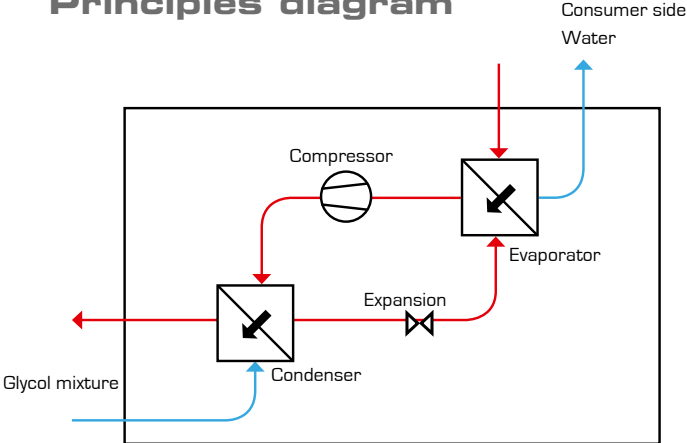 Principles diagram
Consumer side
Water
Compressor
Evaporator
Expansion
Condenser
Glycol mixture